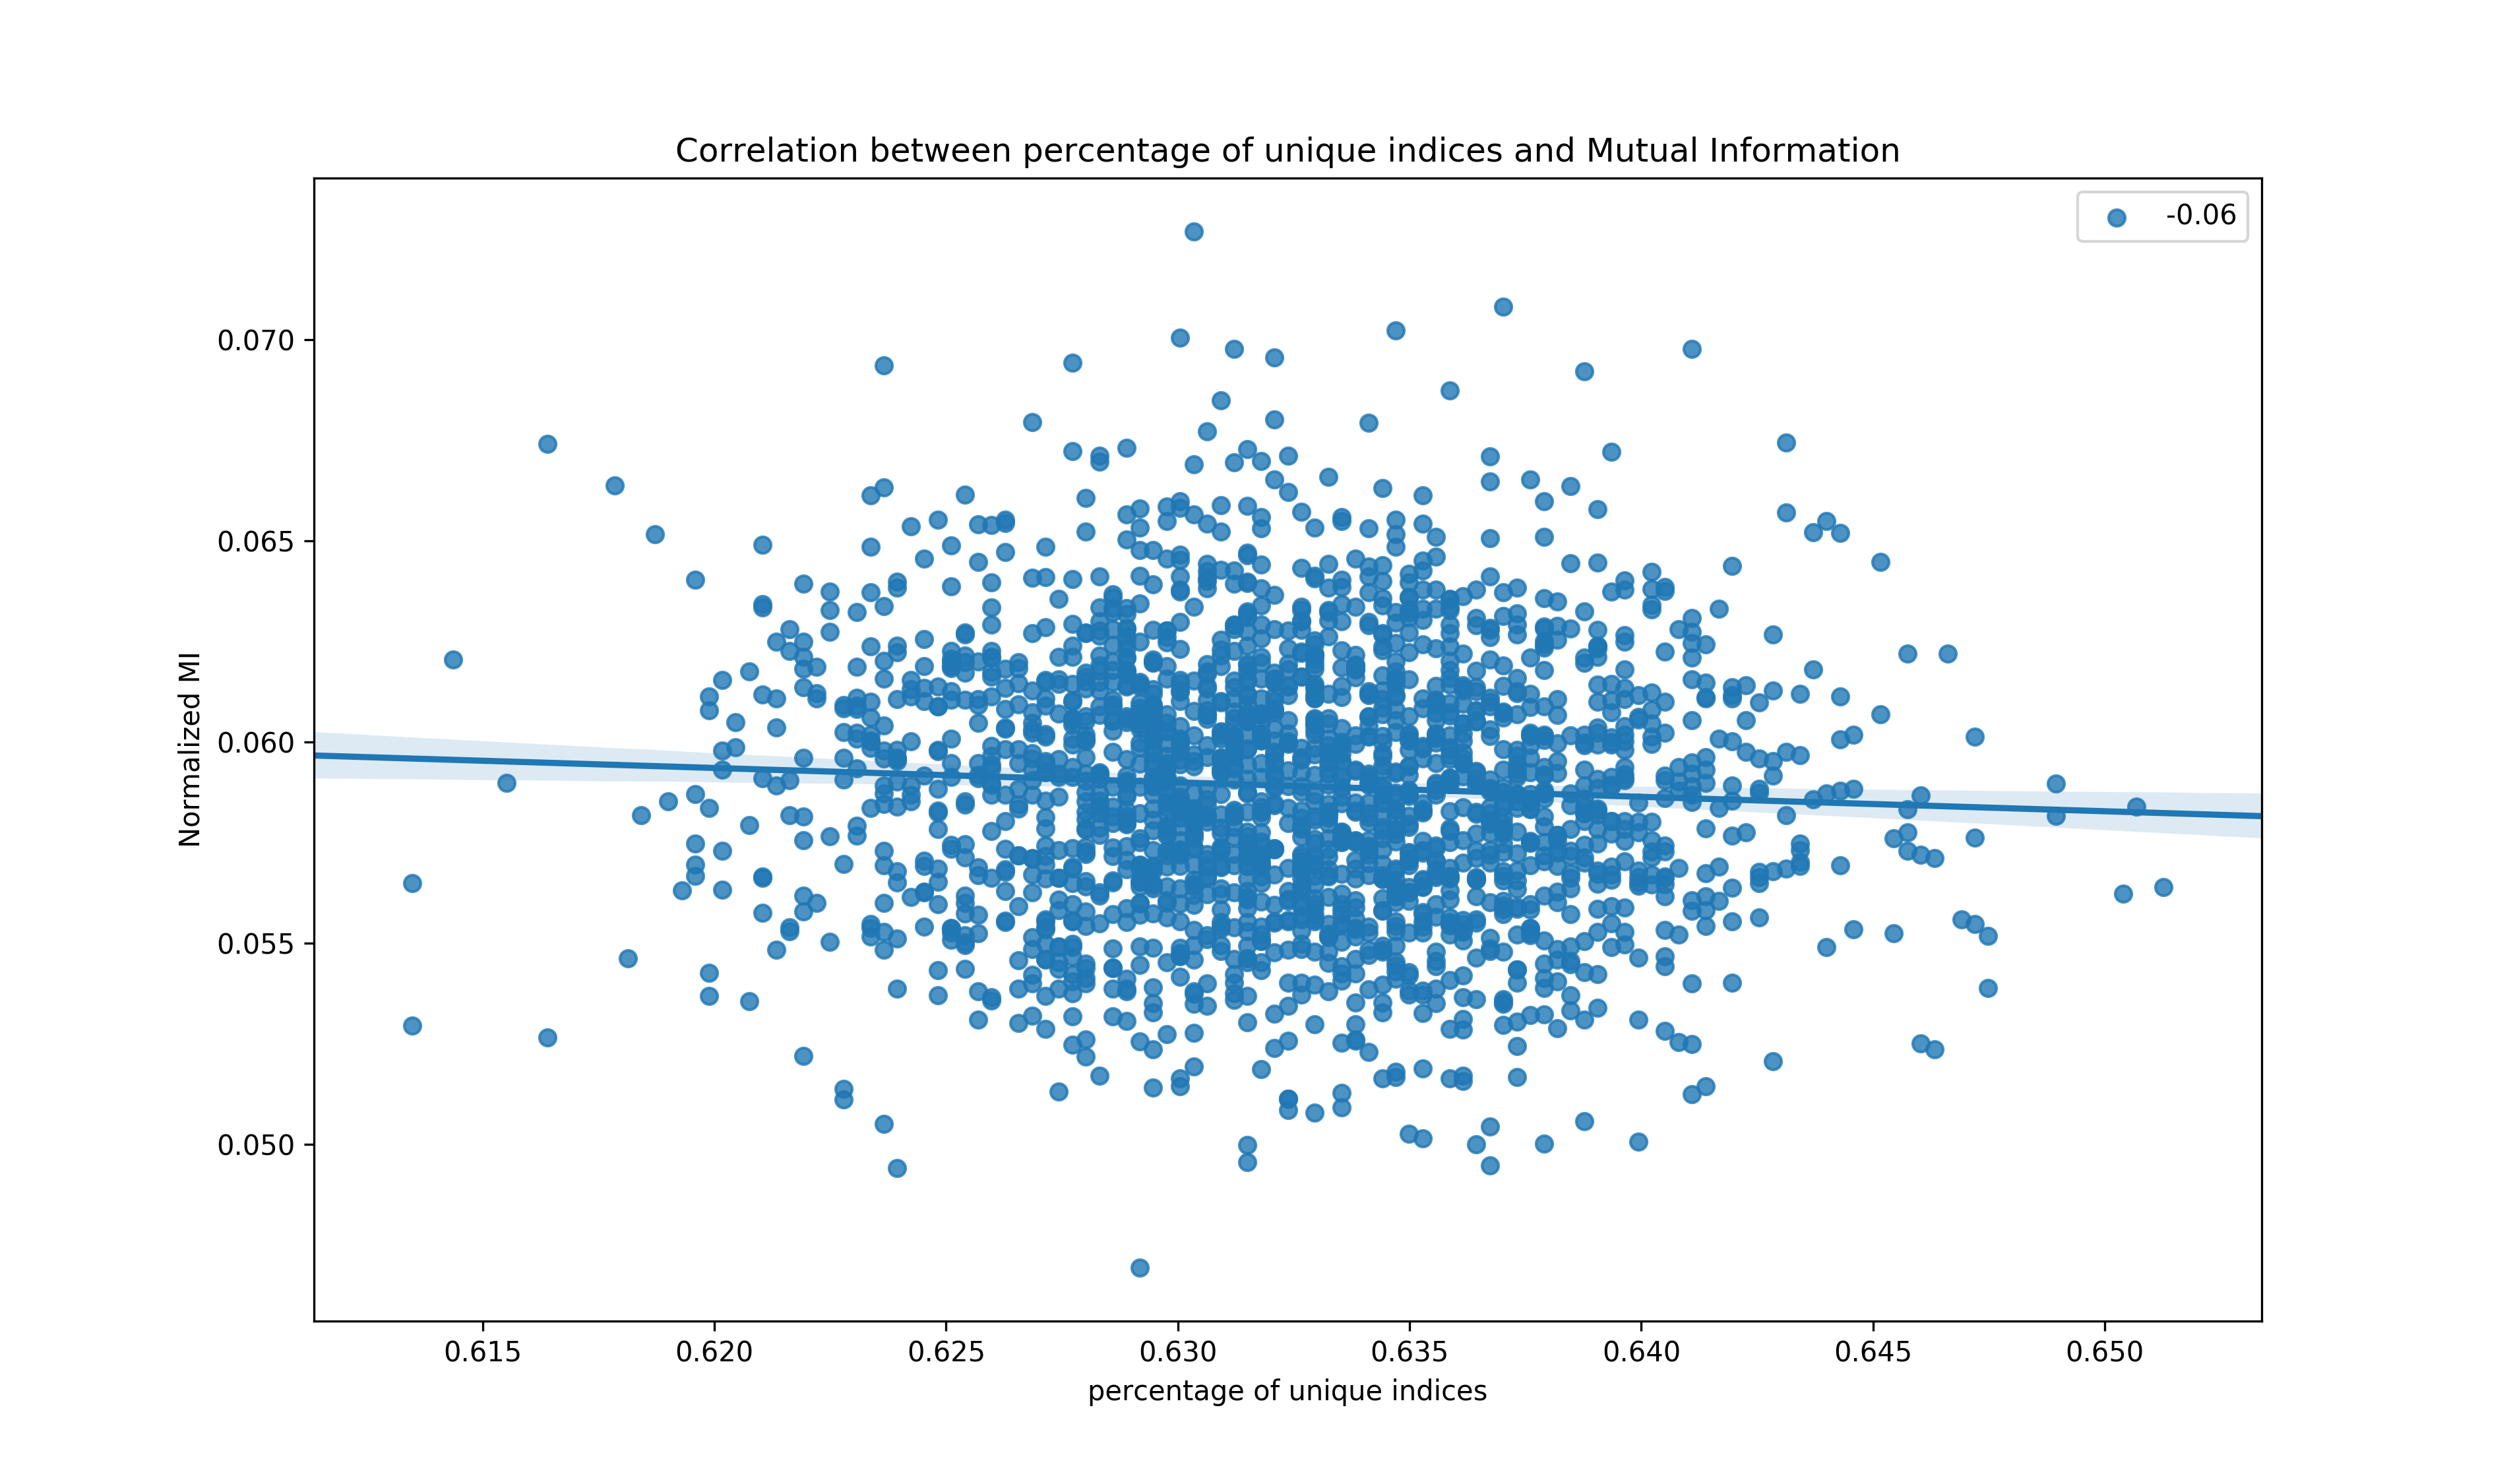 Correlation between percentage of unique indices and Mutual Information
-0.06
0.070
0.065
0.060
0.055
0.050
Normalized MI
0.615 0.620 0.625 0.630 0.635 0.640 0.645 0.650
percentage of unique indices